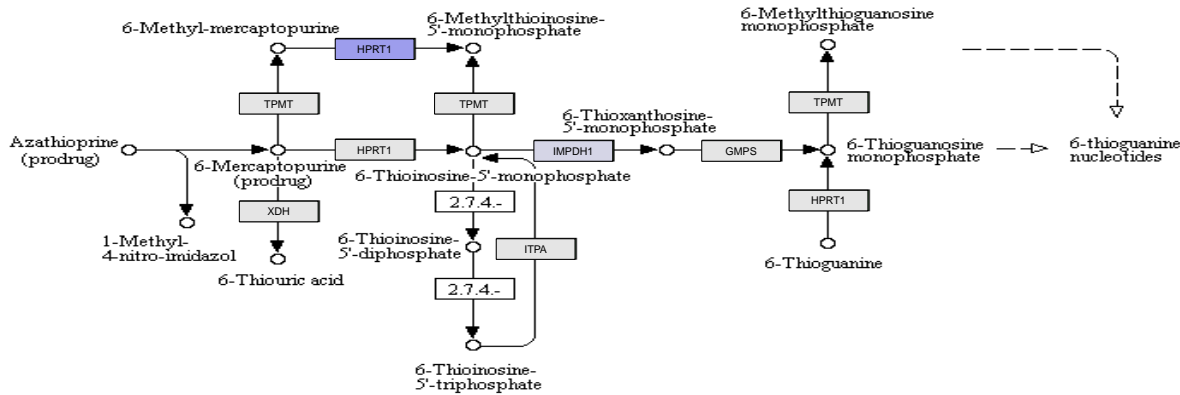 6-Methyl-mercaptopurine
6-Methylthioinosine-
5'-monophosphate
6-Methylthioguanosine
monophosphate
HPRT1
TPMT
TPMT
TPMT
6-Thioxanthosine-
5'-monophosphate
Azathioprine
(prodrug)
HPRT1
IMPDH1
GMPS
6-Mercaptopurine
(prodrug)
6-Thioinosine-5'-monophosphate
6-Thioguanosine
monophosphate
6-thioguanine
nucleotides
2.7.4.-
HPRT1
XDH
1-Methyl-
4-nitro-imidazol
6-Thioinosine-
5'-diphosphate
ITPA
6-Thiouric acid
6-Thioguanine
2.7.4.-
6-Thioinosine-
5'-triphosphate